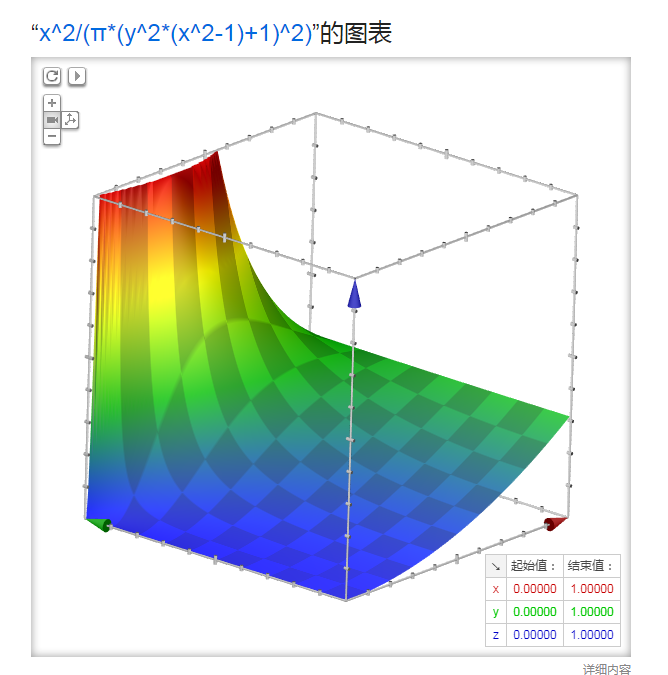 “x^2/(π*(y^2*(x^2-1)+1)^2)”的图表
起始值： 结束值：
x 0.00000 1.00000
y 0.00000 1.00000
z 0.00000 1.00000
详细内容